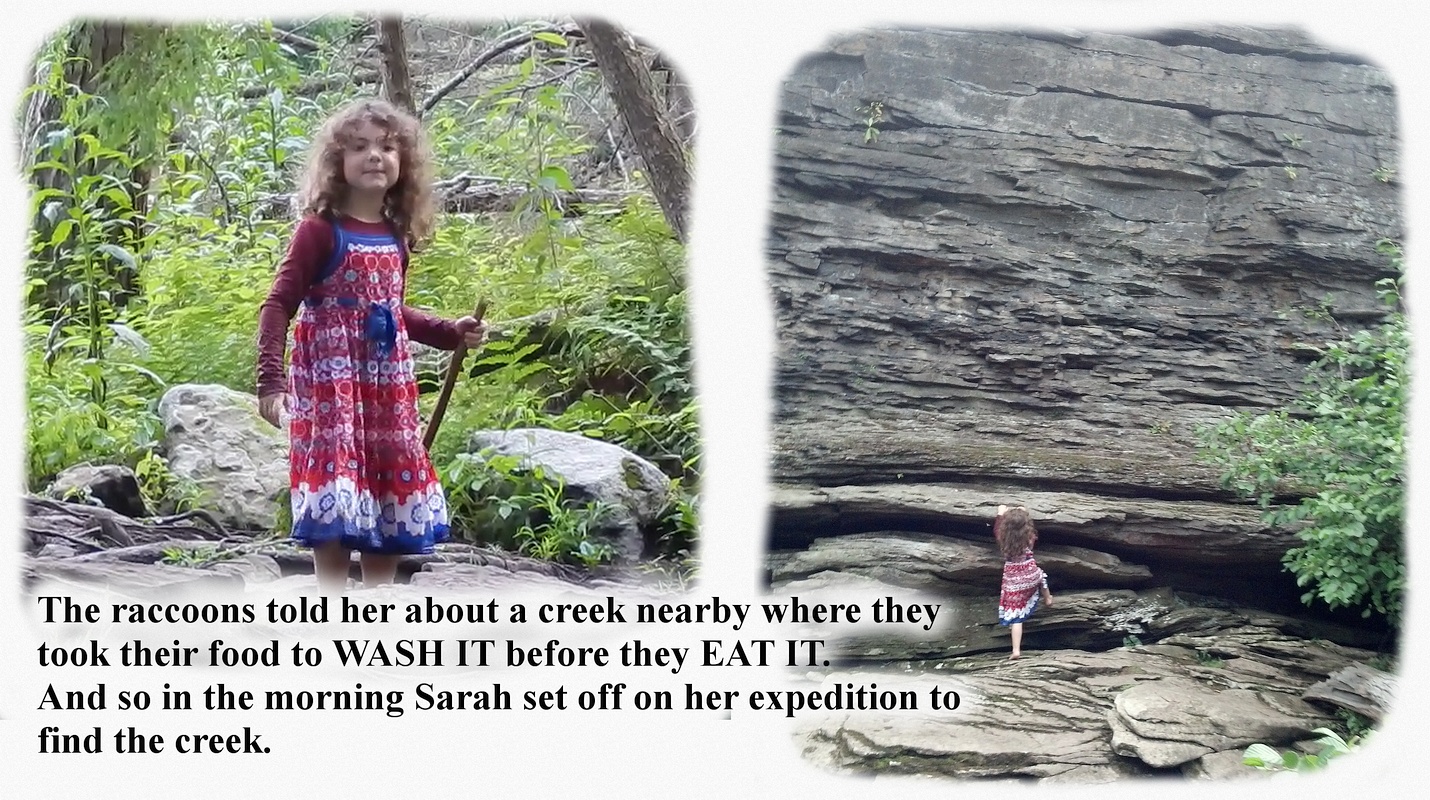 The raccoons told her about a creek nearby where they
took their food to WASH IT before they EAT IT.
And so in the morning Sarah set off on her expedition to
find the creek.